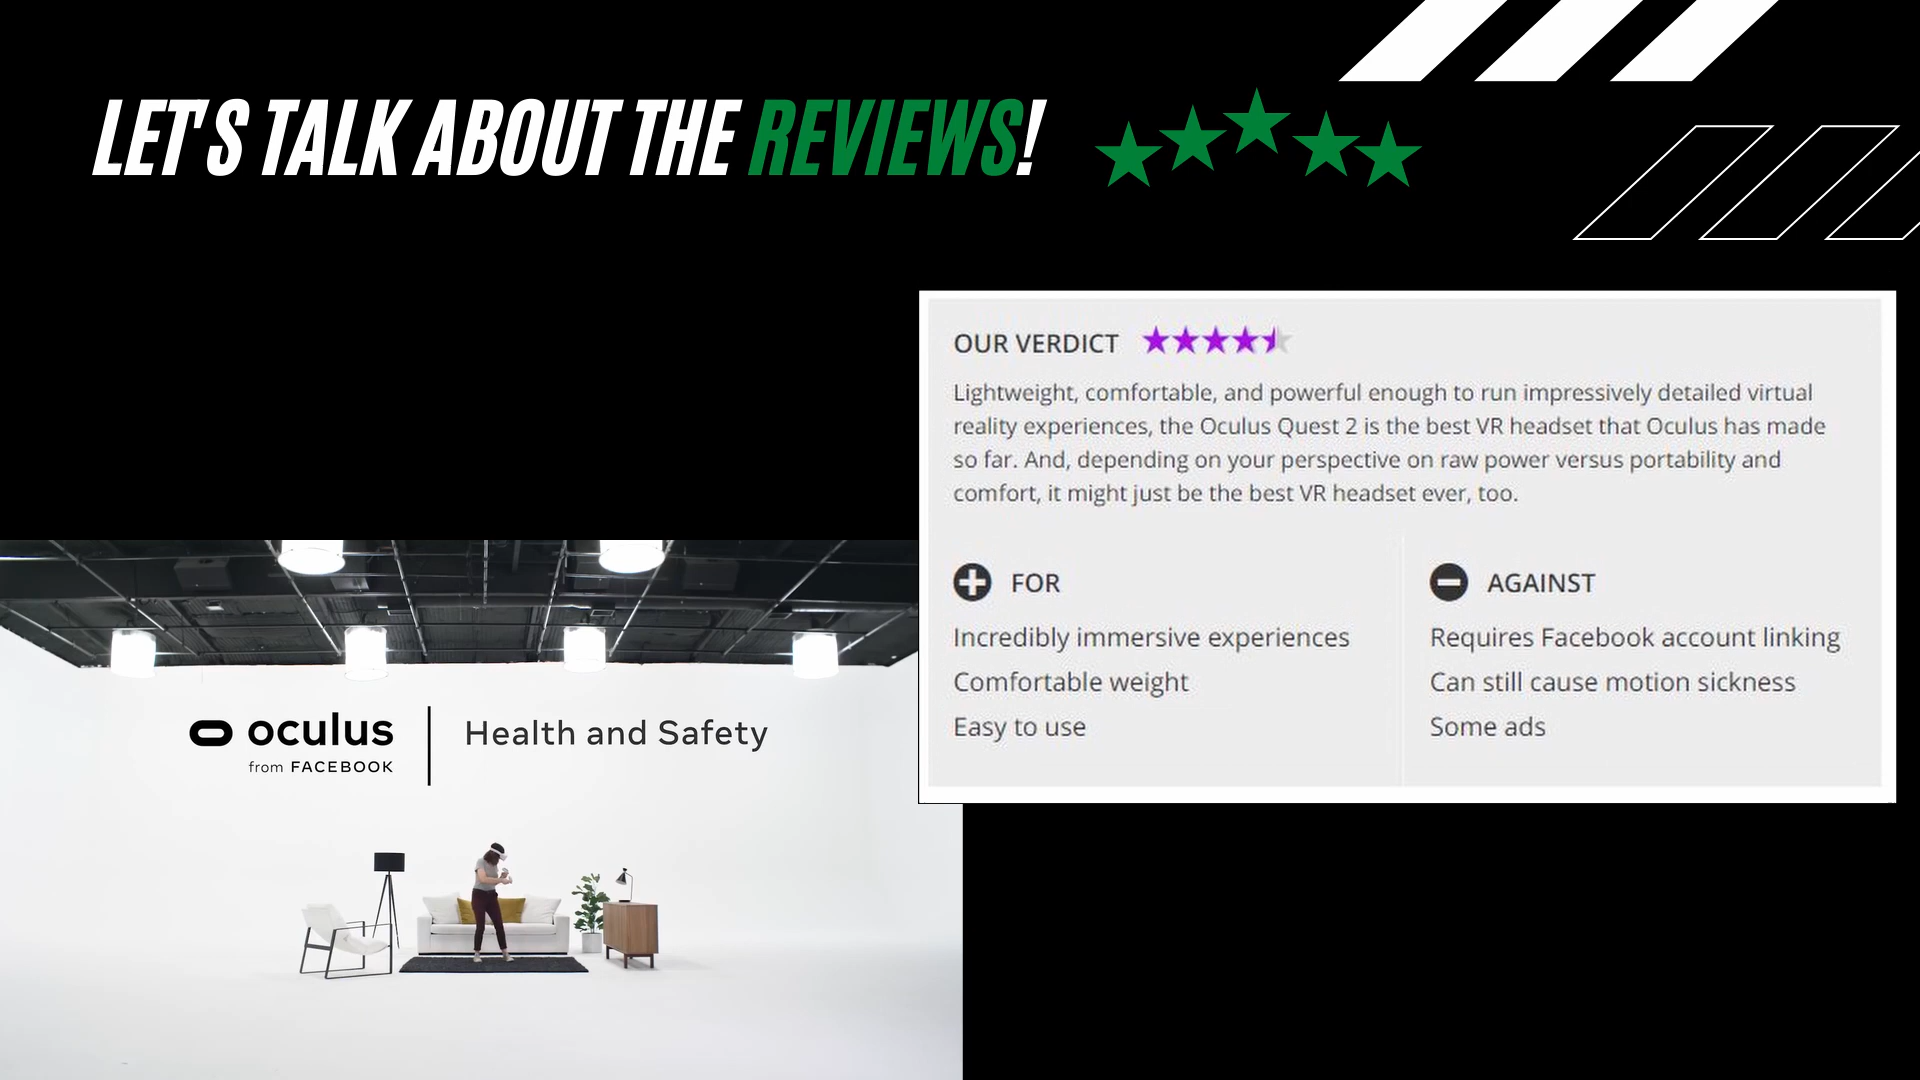 LET'S TALK ABOUT THE REVIEWS!
OUR VERDICT
Lightweight, comfortable, and powerful enough to run impressively detailed virtual
reality experiences, the Oculus Quest 2 is the best VR headset that Oculus has made
so far. And, depending on your perspective on raw power versus portability and
comfort, it might just be the best VR headset ever, too.
FOR
Incredibly immersive experiences
Comfortable weight
Easy to use
AGAINST
Requires Facebook account linking
Can still cause motion sickness
Some ads
oculus
from FACEBOOK
Health and Safety